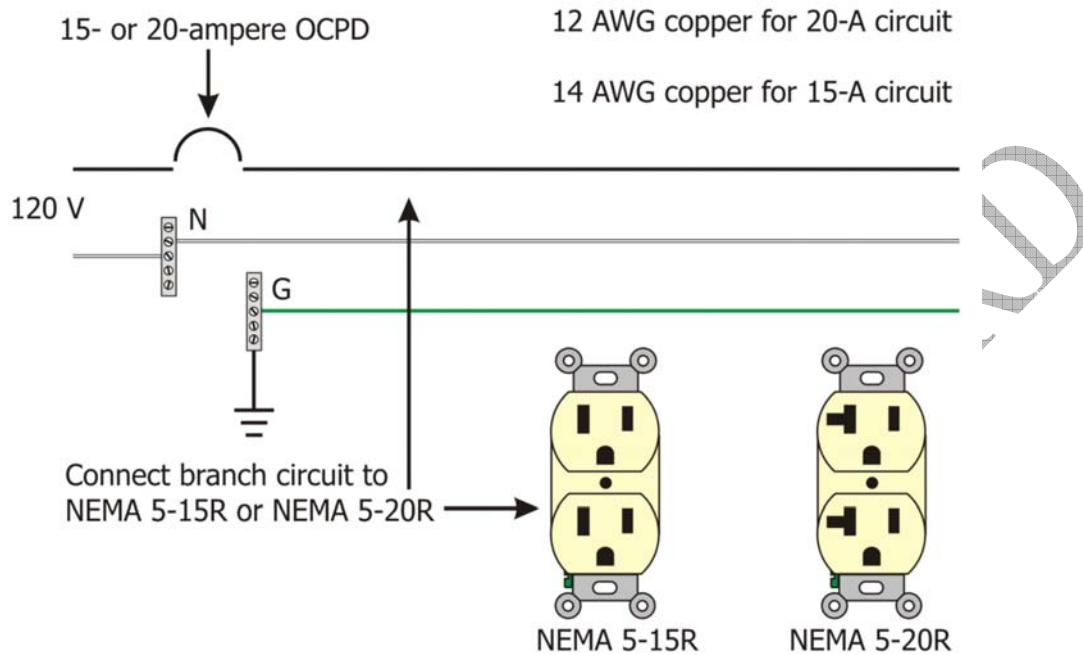 15- or 20-ampere OCPD
12 AWG copper for 20-A circuit
14 AWG copper for 15-A circuit
120 V
N
G
Connect branch circuit to
NEMA 5-15R or NEMA 5-20R
NEMA 5-15R
NEMA 5-20R